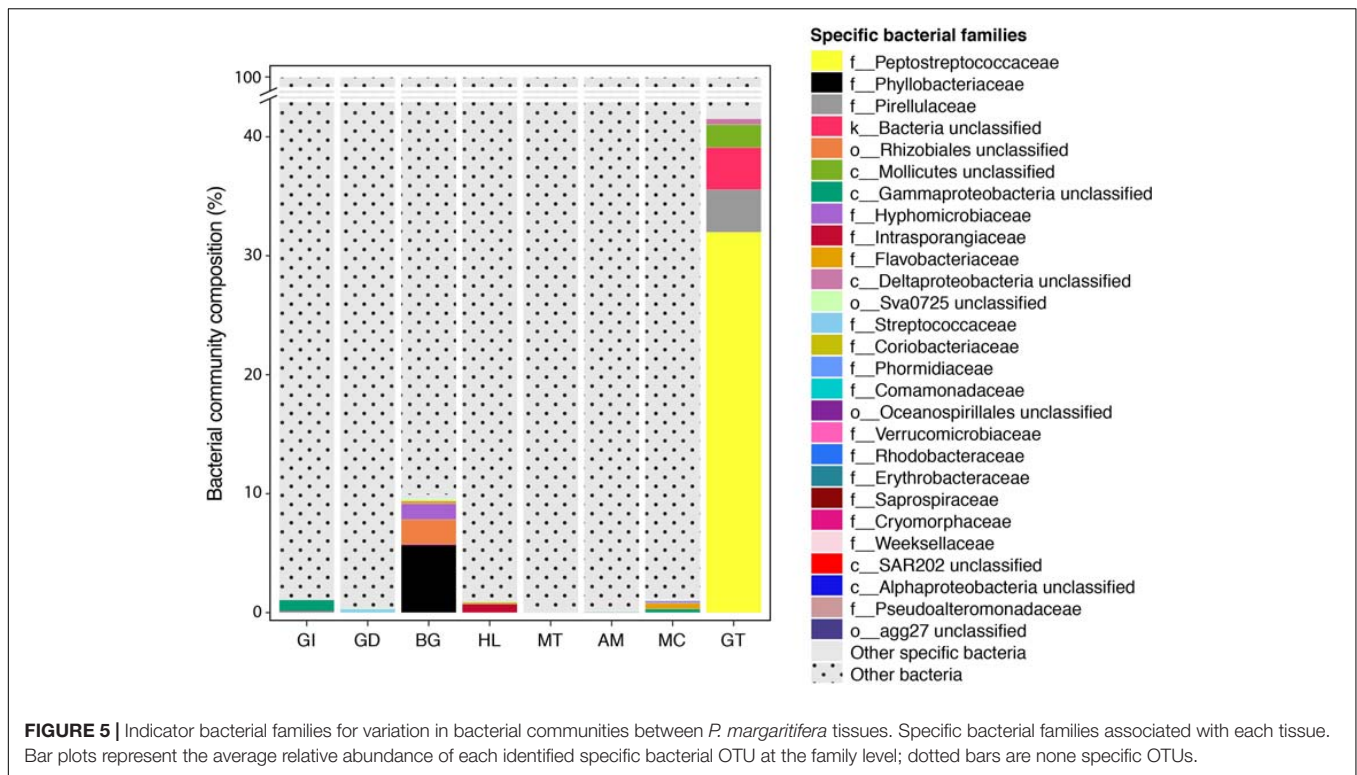 Specific bacterial families
f__Peptostreptococcaceae
f__Phyllobacteriaceae
f__Pirellulaceae
k__Bacteria unclassified
o__Rhizobiales unclassified
c__Mollicutes unclassified
c__Gammaproteobacteria unclassified
f__Hyphomicrobiaceae
f__Intrasporangiaceae
f__Flavobacteriaceae
c__Deltaproteobacteria unclassified
o__Sva0725 unclassified
f__Streptococcaceae
f__Coriobacteriaceae
f__Phormidiaceae
f__Comamonadaceae
o__Oceanospirillales unclassified
f__Verrucomicrobiaceae
f__Rhodobacteraceae
f__Erythrobacteraceae
f__Saprospiraceae
f__Cryomorphaceae
f__Weeksellaceae
c__SAR202 unclassified
c__Alphaproteobacteria unclassified
f__Pseudoalteromonadaceae
o__agg27 unclassified
Other specific bacteria
Other bacteria
Bacterial community composition (%)
100
40
30
20
10
0
GI GD BG HL MT AM MC GT
FIGURE 5 | Indicator bacterial families for variation in bacterial communities between P. margaritifera tissues. Specific bacterial families associated with each tissue.
Bar plots represent the average relative abundance of each identified specific bacterial OTU at the family level; dotted bars are none specific OTUs.